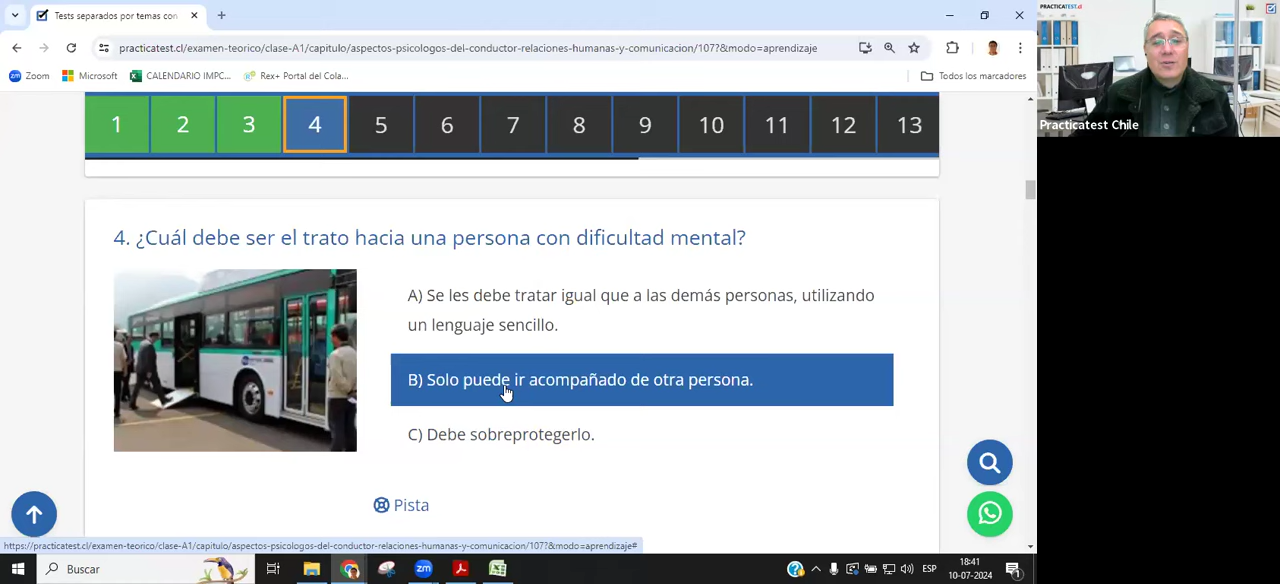 Tests separados por temas con
practicatest.cl/examen-teorico/clase-A1/capitulo/aspectos-psicologos-del-conductor-relaciones-humanas-y-comunicacion/107?&modo=aprendizaje
Zoom
Microsoft
CALENDARIO IMPC...
Rex+ Portal del Cola...
Todos los marcadores
PRACTICATEST.cl
Practicatest Chile
1 2 3 4 5 6 7 8 9 10 11 12 13
4. ¿Cuál debe ser el trato hacia una persona con dificultad mental?
A) Se les debe tratar igual que a las demás personas, utilizando
un lenguaje sencillo.
B) Solo puede ir acompañado de otra persona.
C) Debe sobreprotegerlo.
Pista
https://practicatest.cl/examen-teorico/clase-A1/capitulo/aspectos-psicologos-del-conductor-relaciones-humanas-y-comunicacion/107?&modo=aprendizaje#
Buscar
zm
ESP
18:41
10-07-2024
1